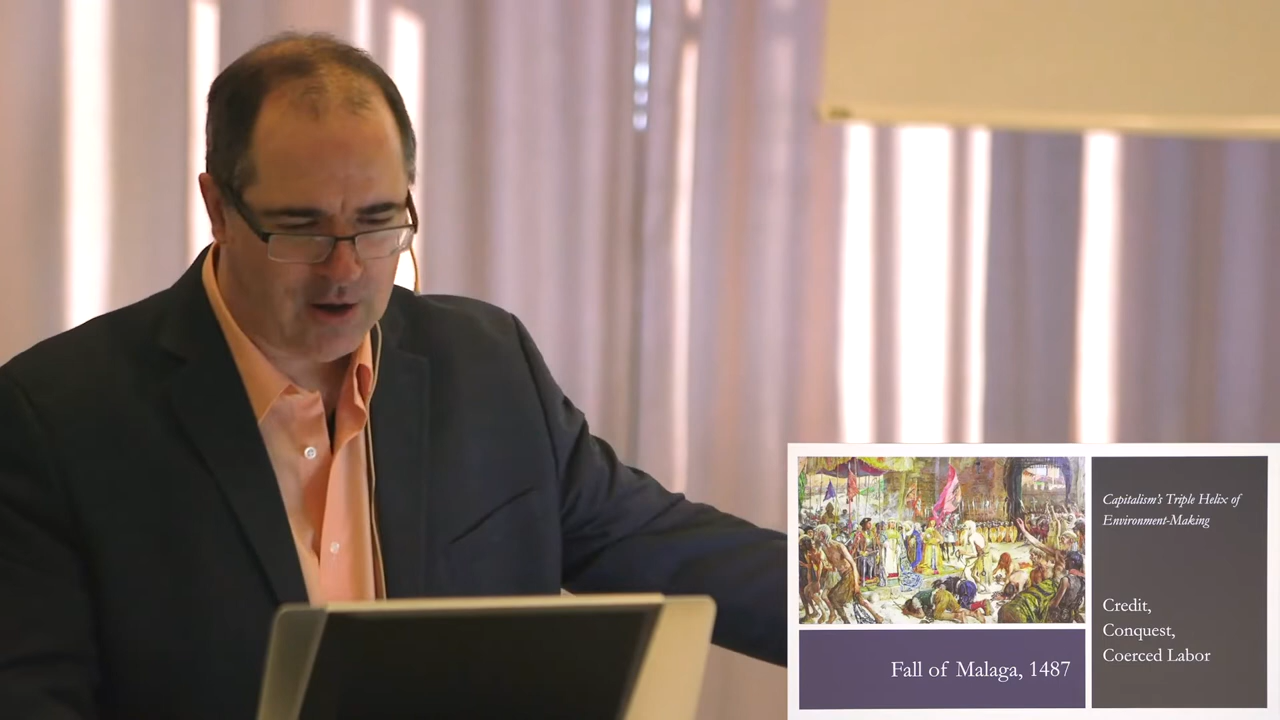 Capitalism's Triple Helix of
Environment-Making
Credit,
Conquest,
Coerced Labor
Fall of Malaga, 1487